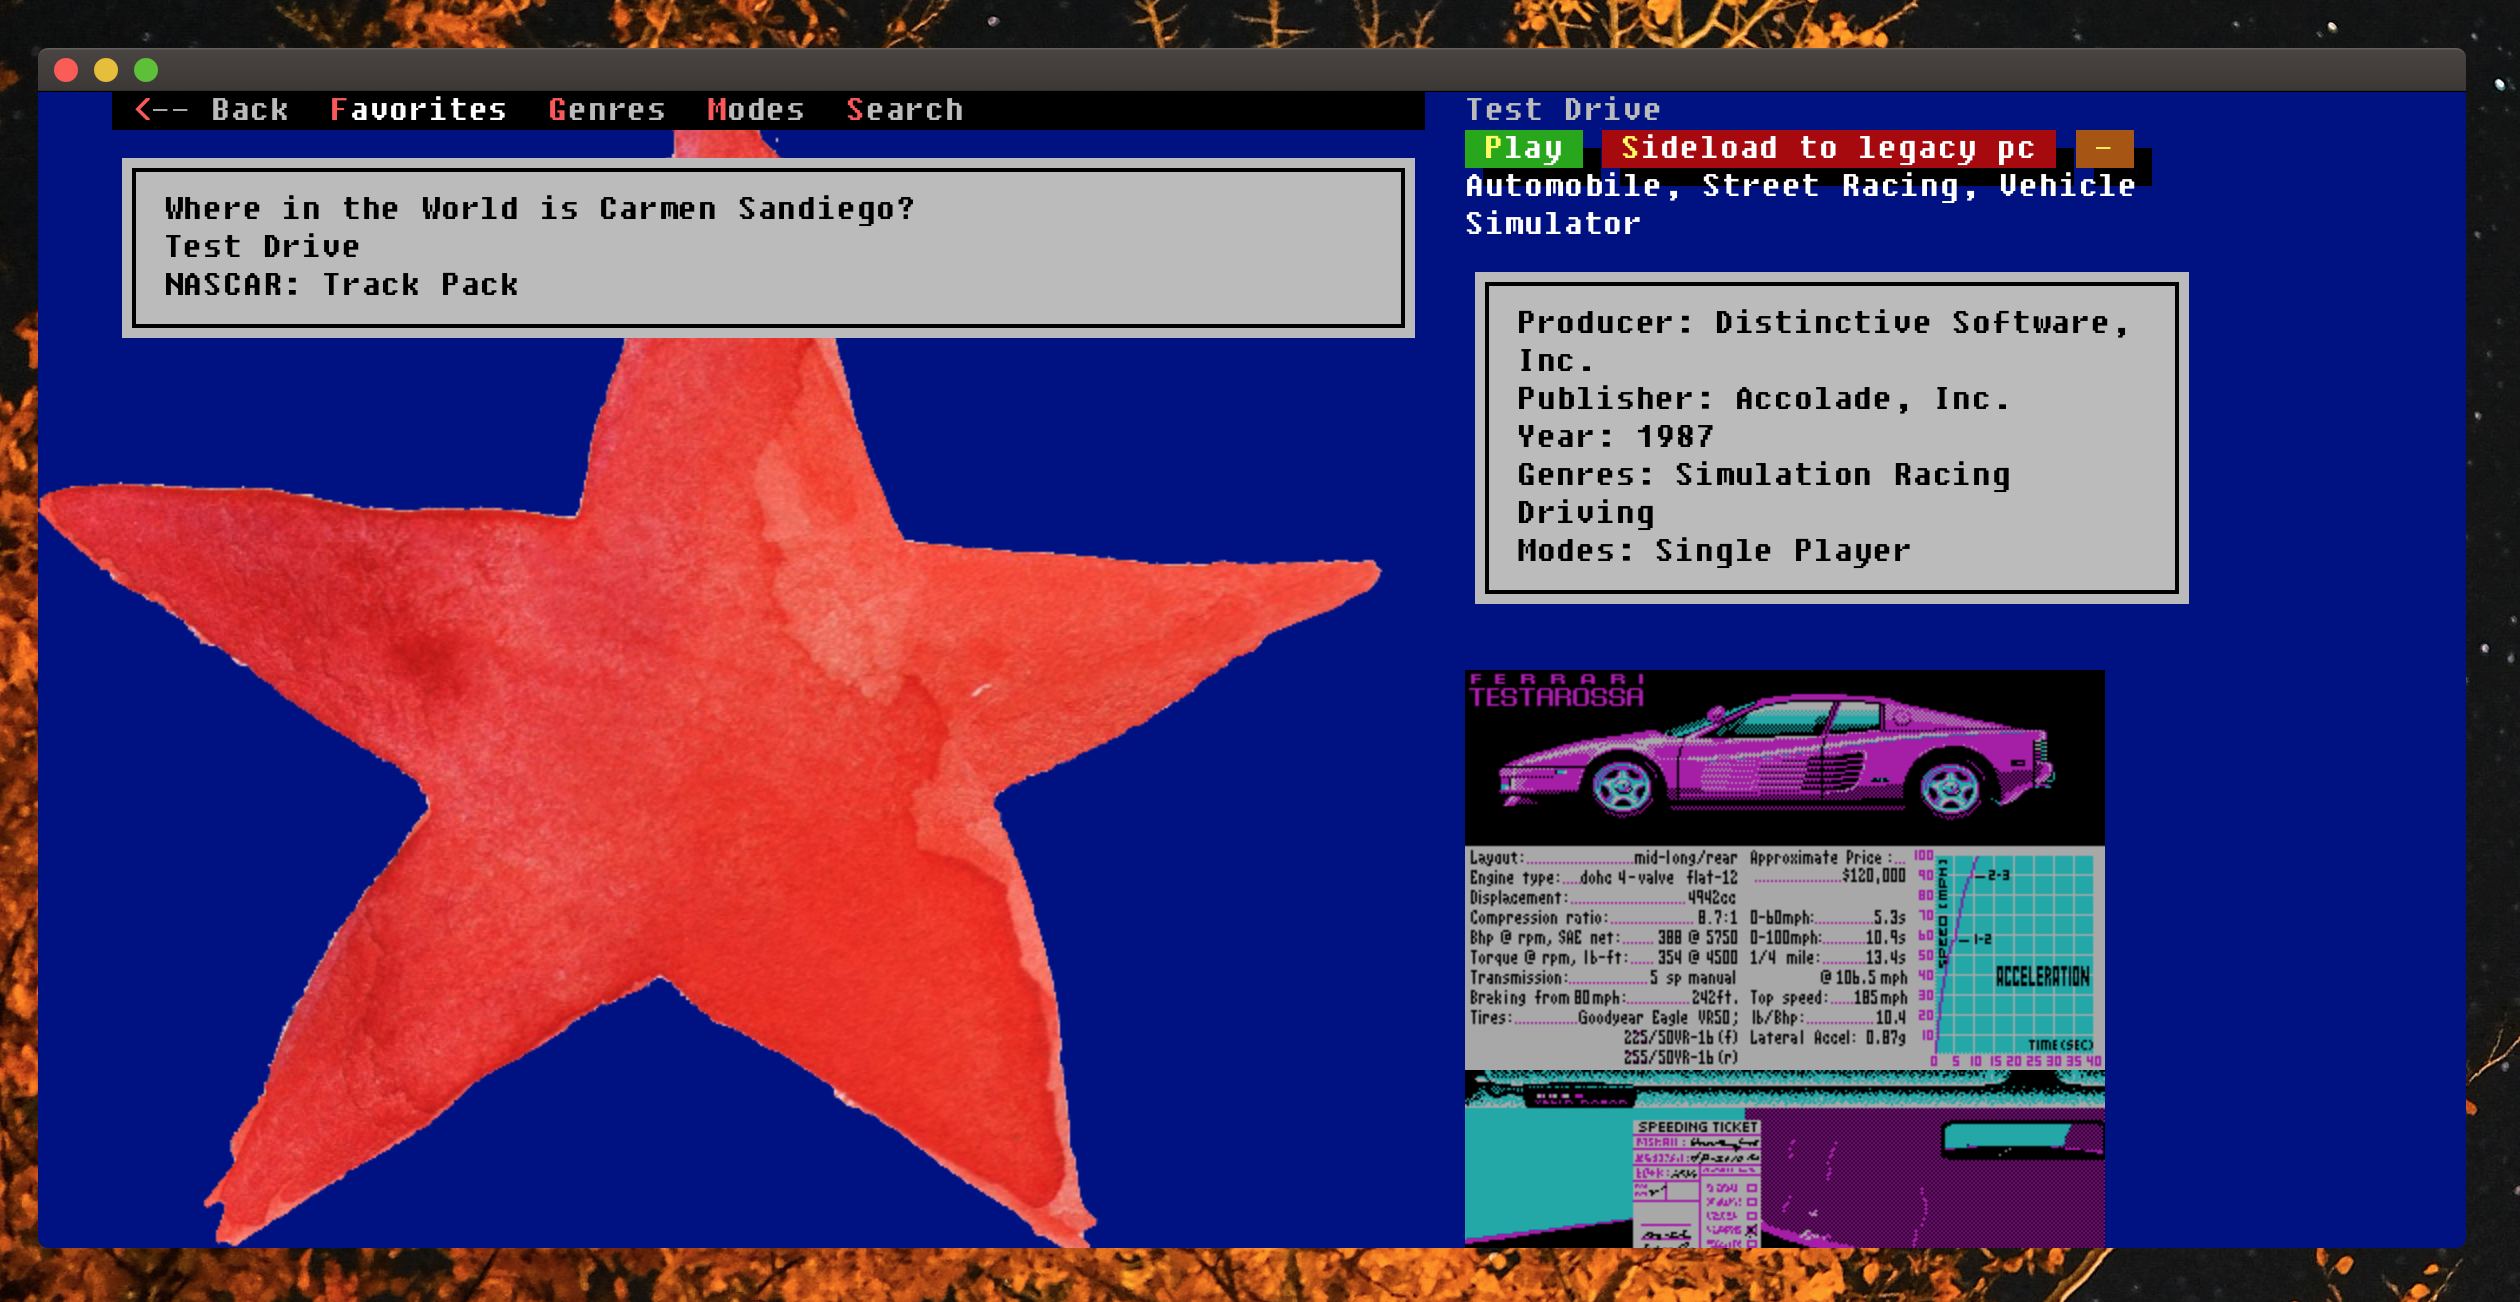 <-- Back Favorites Genres Modes Search
Where in the World is Carmen Sandiego?
Test Drive
NASCAR: Track Pack
Test Drive
Play Sideload to legacy pc -
Automobile, Street Racing, Vehicle
Simulator
Producer: Distinctive Software,
Inc.
Publisher: Accolade, Inc.
Year: 1987
Genres: Simulation Racing
Driving
Modes: Single Player
FERRARI
TESTAROSSA
Layout:.....mid-long/rear
Engine type:....dohc 4-valve flat-12
Displacement:.....4942cc
Compression ratio:.....8.7:1
Bhp @ rpm, SAE net:.....388 @ 5750
Torque @ rpm, lb-ft:.....354 @ 4500
Transmission:.....5 sp manual
Braking from 80mph:.....242ft.
Tires:.....Goodyear Eagle VR50;
225/50VR-16(f)
255/50VR-16(r)
Approximate Price :...
.....$120,000
0-60mph:.....5.3s
0-100mph:.....10.9s
1/4 mile:.....13.4s
@ 106.5 mph
Top speed:.....185mph
lb/Bhp:.....10.4
Lateral Accel: 0.87g
100
90
80
70
60
50
40
30
20
10
SPEED (MPH)
2-3
1-2
ACCELERATION
TIME(SEC)
0 5 10 15 20 25 30 35 40
SPEEDING TICKET